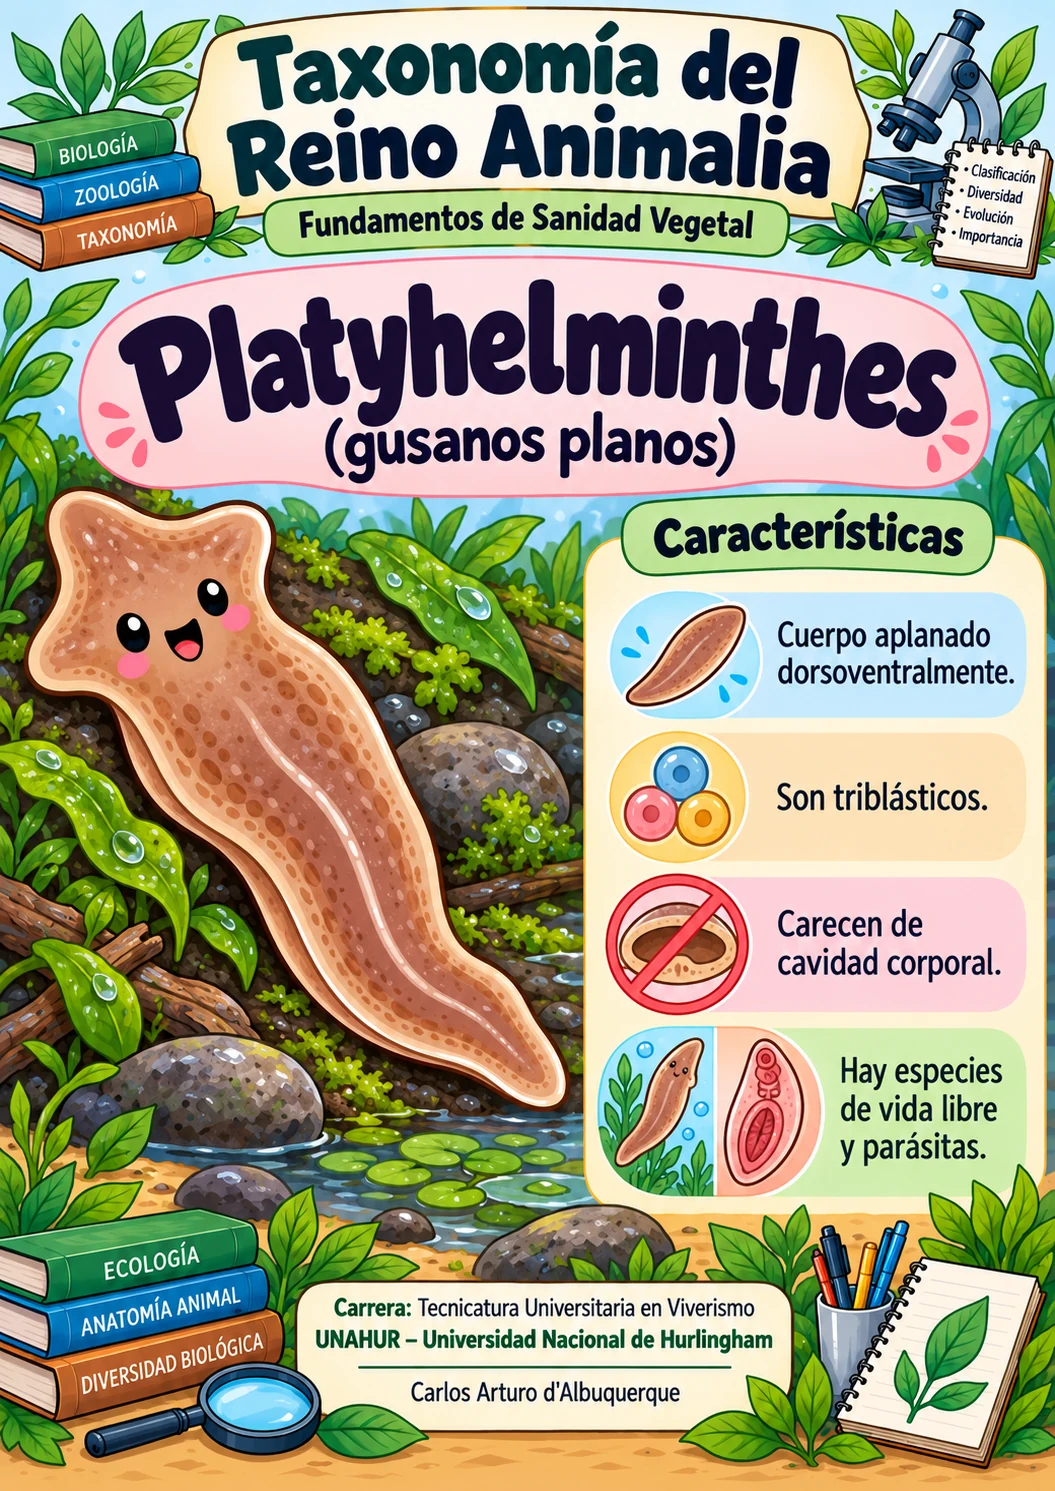 Taxonomía del
Reino Animalia
Fundamentos de Sanidad Vegetal
BIOLOGÍA
ZOOLOGÍA
TAXONOMÍA
• Clasificación
• Diversidad
• Evolución
• Importancia
Platyhelminthes
(gusanos planos)
Características
Cuerpo aplanado
dorsoventralmente.
Son triblásticos.
Carecen de
cavidad corporal.
Hay especies
de vida libre
y parásitas.
ECOLOGÍA
ANATOMÍA ANIMAL
DIVERSIDAD BIOLÓGICA
Carrera: Tecnicatura Universitaria en Viverismo
UNAHUR – Universidad Nacional de Hurlingham
Carlos Arturo d'Albuquerque